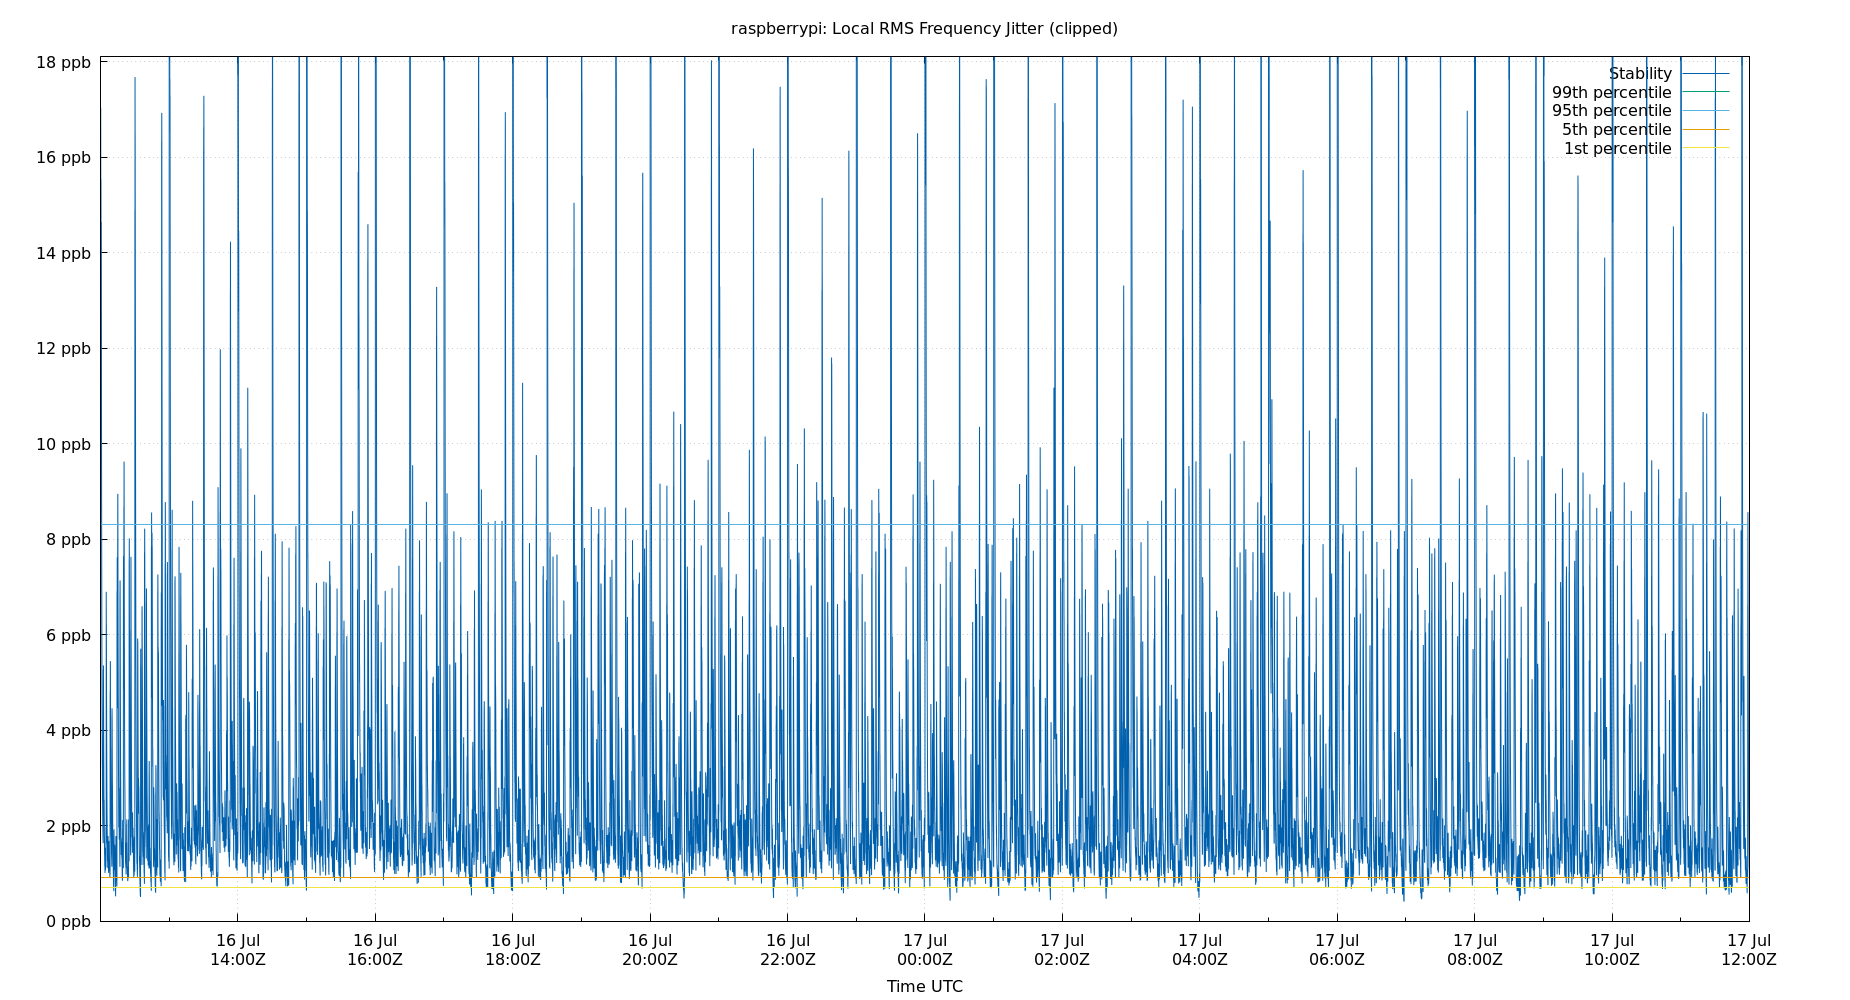 raspberrypi: Local RMS Frequency Jitter (clipped)
18 ppb
16 ppb
14 ppb
12 ppb
10 ppb
8 ppb
6 ppb
4 ppb
2 ppb
0 ppb
Stability
99th percentile
95th percentile
5th percentile
1st percentile
16 Jul 16 Jul 16 Jul 16 Jul 16 Jul 17 Jul 17 Jul 17 Jul 17 Jul 17 Jul 17 Jul 17 Jul
14:00Z 16:00Z 18:00Z 20:00Z 22:00Z 00:00Z 02:00Z 04:00Z 06:00Z 08:00Z 10:00Z 12:00Z
Time UTC